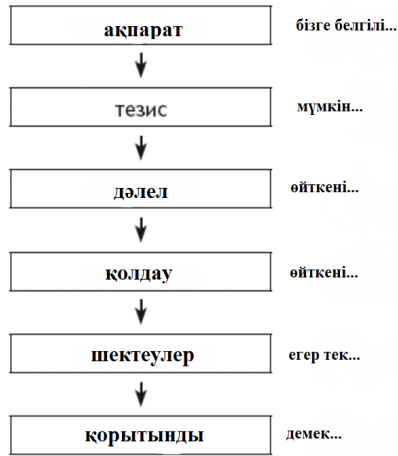 ақпарат бізге белгілі...
тезис мүмкін...
дәлел өйткені...
қолдау өйткені...
шектеулер егер тек...
қорытынды демек...